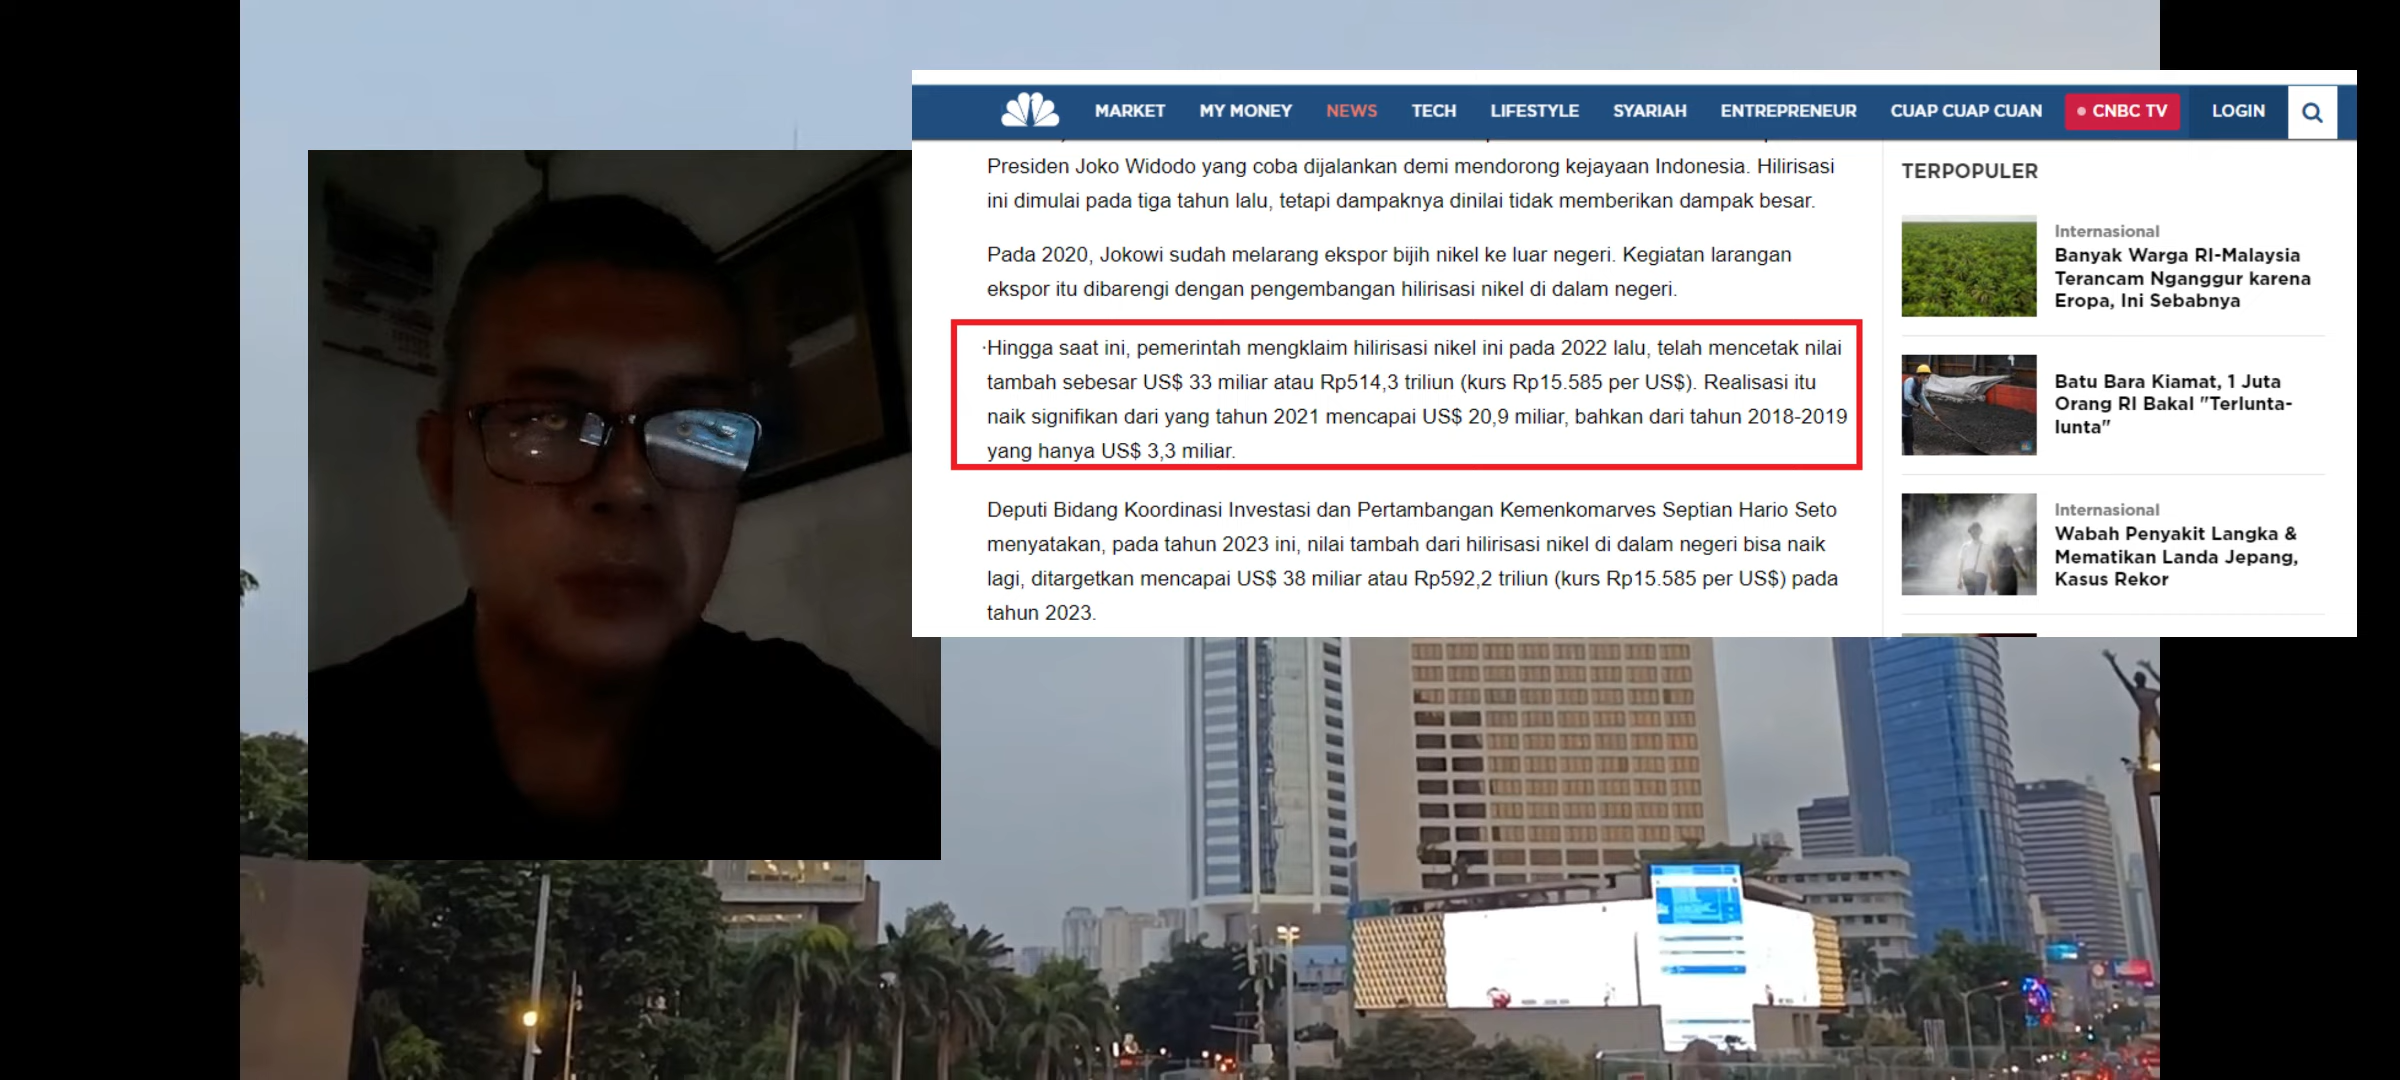 MARKET MY MONEY NEWS TECH LIFESTYLE SYARIAH ENTREPRENEUR CUAP CUAP CUAN CNBC TV LOGIN
Presiden Joko Widodo yang coba dijalankan demi mendorong kejayaan Indonesia. Hilirisasi
ini dimulai pada tiga tahun lalu, tetapi dampaknya dinilai tidak memberikan dampak besar.
Pada 2020, Jokowi sudah melarang ekspor bijih nikel ke luar negeri. Kegiatan larangan
ekspor itu dibarengi dengan pengembangan hilirisasi nikel di dalam negeri.
Hingga saat ini, pemerintah mengklaim hilirisasi nikel ini pada 2022 lalu, telah mencetak nilai
tambah sebesar US$ 33 miliar atau Rp514,3 triliun (kurs Rp15.585 per US$). Realisasi itu
naik signifikan dari yang tahun 2021 mencapai US$ 20,9 miliar, bahkan dari tahun 2018-2019
yang hanya US$ 3,3 miliar.
Deputi Bidang Koordinasi Investasi dan Pertambangan Kemenkomarves Septian Hario Seto
menyatakan, pada tahun 2023 ini, nilai tambah dari hilirisasi nikel di dalam negeri bisa naik
lagi, ditargetkan mencapai US$ 38 miliar atau Rp592,2 triliun (kurs Rp15.585 per US$) pada
tahun 2023.
TERPOPULER
Internasional
Banyak Warga RI-Malaysia
Terancam Nganggur karena
Eropa, Ini Sebabnya
Batu Bara Kiamat, 1 Juta
Orang RI Bakal "Terlunta-
lunta"
Internasional
Wabah Penyakit Langka &
Mematikan Landa Jepang,
Kasus Rekor